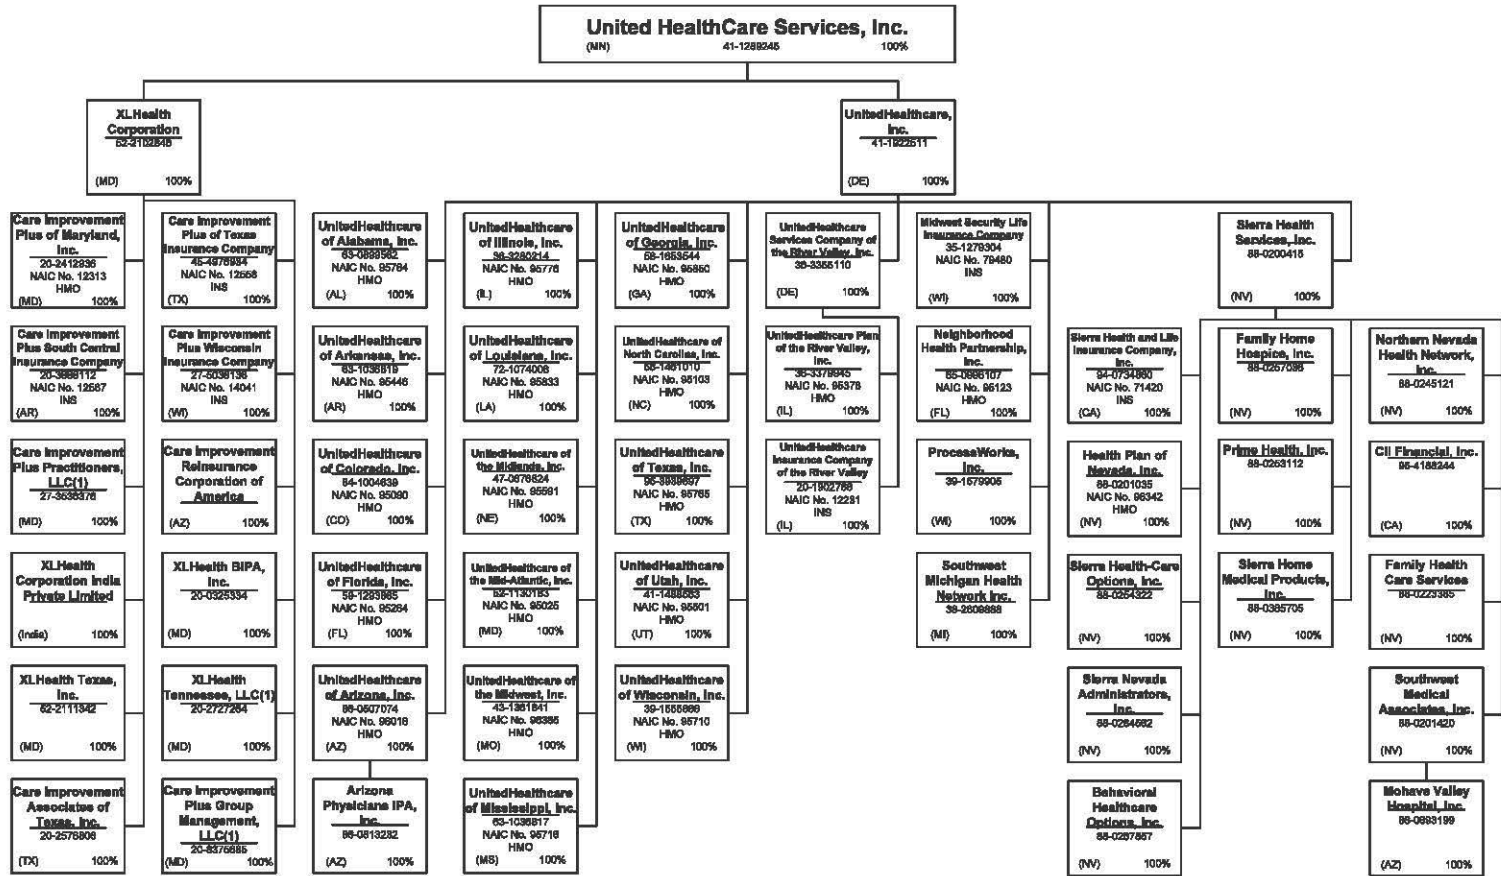 United HealthCare Services, Inc.
(MN) 41-1289245 100%
XLHealth
Corporation
52-2102846
(MD) 100%
UnitedHealthcare,
Inc.
41-1922511
(DE) 100%
Care Improvement
Plus of Maryland,
Inc.
20-2412936
NAIC No. 12313
HMO
(MD) 100%
Care Improvement
Plus of Texas
Insurance Company
45-4976934
NAIC No. 12558
INS
(TX) 100%
UnitedHealthcare
of Alabama, Inc.
63-0899562
NAIC No. 95784
HMO
(AL) 100%
UnitedHealthcare
of Illinois, Inc.
36-3280214
NAIC No. 95776
HMO
(IL) 100%
UnitedHealthcare
of Georgia, Inc.
58-1653544
NAIC No. 95850
HMO
(GA) 100%
UnitedHealthcare
Services Company of
the River Valley, Inc.
36-3355110
(DE) 100%
Midwest Security Life
Insurance Company
35-1279304
NAIC No. 79480
INS
(WI) 100%
Sierra Health
Services, Inc.
88-0200415
(NV) 100%
Care Improvement
Plus South Central
Insurance Company
20-3888112
NAIC No. 12567
INS
(AR) 100%
Care Improvement
Plus Wisconsin
Insurance Company
27-5038136
NAIC No. 14041
INS
(WI) 100%
UnitedHealthcare
of Arkansas, Inc.
63-1036819
NAIC No. 95446
HMO
(AR) 100%
UnitedHealthcare
of Louisiana, Inc.
72-1074008
NAIC No. 95833
HMO
(LA) 100%
UnitedHealthcare of
North Carolina, Inc.
56-1461010
NAIC No. 95103
HMO
(NC) 100%
UnitedHealthcare Plan
of the River Valley,
Inc.
36-3379945
NAIC No. 95378
HMO
(IL) 100%
Neighborhood
Health Partnership,
Inc.
65-0996107
NAIC No. 95123
HMO
(FL) 100%
Sierra Health and Life
Insurance Company,
Inc.
94-0734860
NAIC No. 71420
INS
(CA) 100%
Family Home
Hospice, Inc.
88-0257036
(NV) 100%
Northern Nevada
Health Network,
Inc.
88-0245121
(NV) 100%
Care Improvement
Plus Practitioners,
LLC(1)
27-3536376
(MD) 100%
Care Improvement
Reinsurance
Corporation of
America
(AZ) 100%
UnitedHealthcare
of Colorado, Inc.
84-1004639
NAIC No. 95090
HMO
(CO) 100%
UnitedHealthcare of
the Midlands, Inc.
47-0676824
NAIC No. 95591
HMO
(NE) 100%
UnitedHealthcare
of Texas, Inc.
95-3939697
NAIC No. 95765
HMO
(TX) 100%
UnitedHealthcare
Insurance Company
of the River Valley
20-1902768
NAIC No. 12231
INS
(IL) 100%
ProcessWorks,
Inc.
39-1579905
(WI) 100%
Health Plan of
Nevada, Inc.
88-0201035
NAIC No. 96342
HMO
(NV) 100%
Prime Health, Inc.
88-0253112
(NV) 100%
CII Financial, Inc.
95-4188244
(CA) 100%
XLHealth
Corporation India
Private Limited
(India) 100%
XLHealth BIPA,
Inc.
20-0325334
(MD) 100%
UnitedHealthcare
of Florida, Inc.
59-1293865
NAIC No. 95264
HMO
(FL) 100%
UnitedHealthcare of
the Mid-Atlantic, Inc.
52-1130183
NAIC No. 95025
HMO
(MD) 100%
UnitedHealthcare
of Utah, Inc.
41-1488563
NAIC No. 95501
HMO
(UT) 100%
Southwest
Michigan Health
Network Inc.
38-2609888
(MI) 100%
Sierra Health-Care
Options, Inc.
88-0254322
(NV) 100%
Sierra Home
Medical Products,
Inc.
88-0385705
(NV) 100%
Family Health
Care Services
88-0223385
(NV) 100%
XLHealth Texas,
Inc.
52-2111342
(MD) 100%
XLHealth
Tennessee, LLC(1)
20-2727264
(MD) 100%
UnitedHealthcare
of Arizona, Inc.
86-0507074
NAIC No. 96016
HMO
(AZ) 100%
UnitedHealthcare of
the Midwest, Inc.
43-1361841
NAIC No. 96385
HMO
(MO) 100%
UnitedHealthcare
of Wisconsin, Inc.
39-1555888
NAIC No. 95710
HMO
(WI) 100%
Sierra Nevada
Administrators,
Inc.
88-0264562
(NV) 100%
Southwest
Medical
Associates, Inc.
88-0201420
(NV) 100%
Care Improvement
Associates of
Texas, Inc.
20-2576806
(TX) 100%
Care Improvement
Plus Group
Management,
LLC(1)
20-8375685
(MD) 100%
Arizona
Physicians IPA,
Inc.
86-0813232
(AZ) 100%
UnitedHealthcare
of Mississippi, Inc.
63-1036817
NAIC No. 95716
HMO
(MS) 100%
Behavioral
Healthcare
Options, Inc.
88-0267857
(NV) 100%
Mohave Valley
Hospital, Inc.
86-0893199
(AZ) 100%